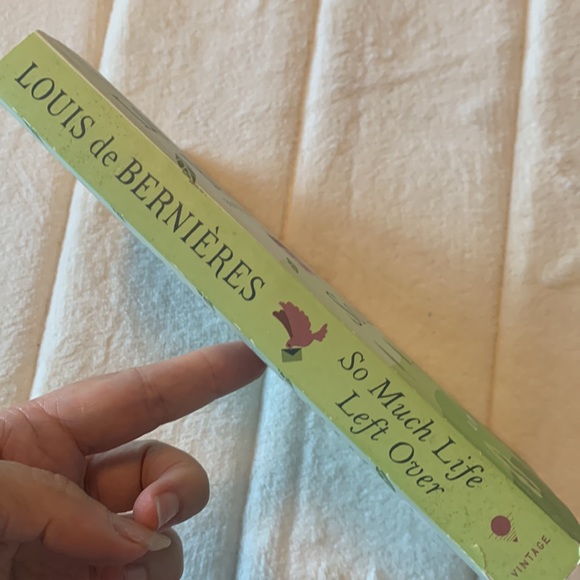 LOUIS de BERNIÈRES
So Much Life
Left Over
VINTAGE